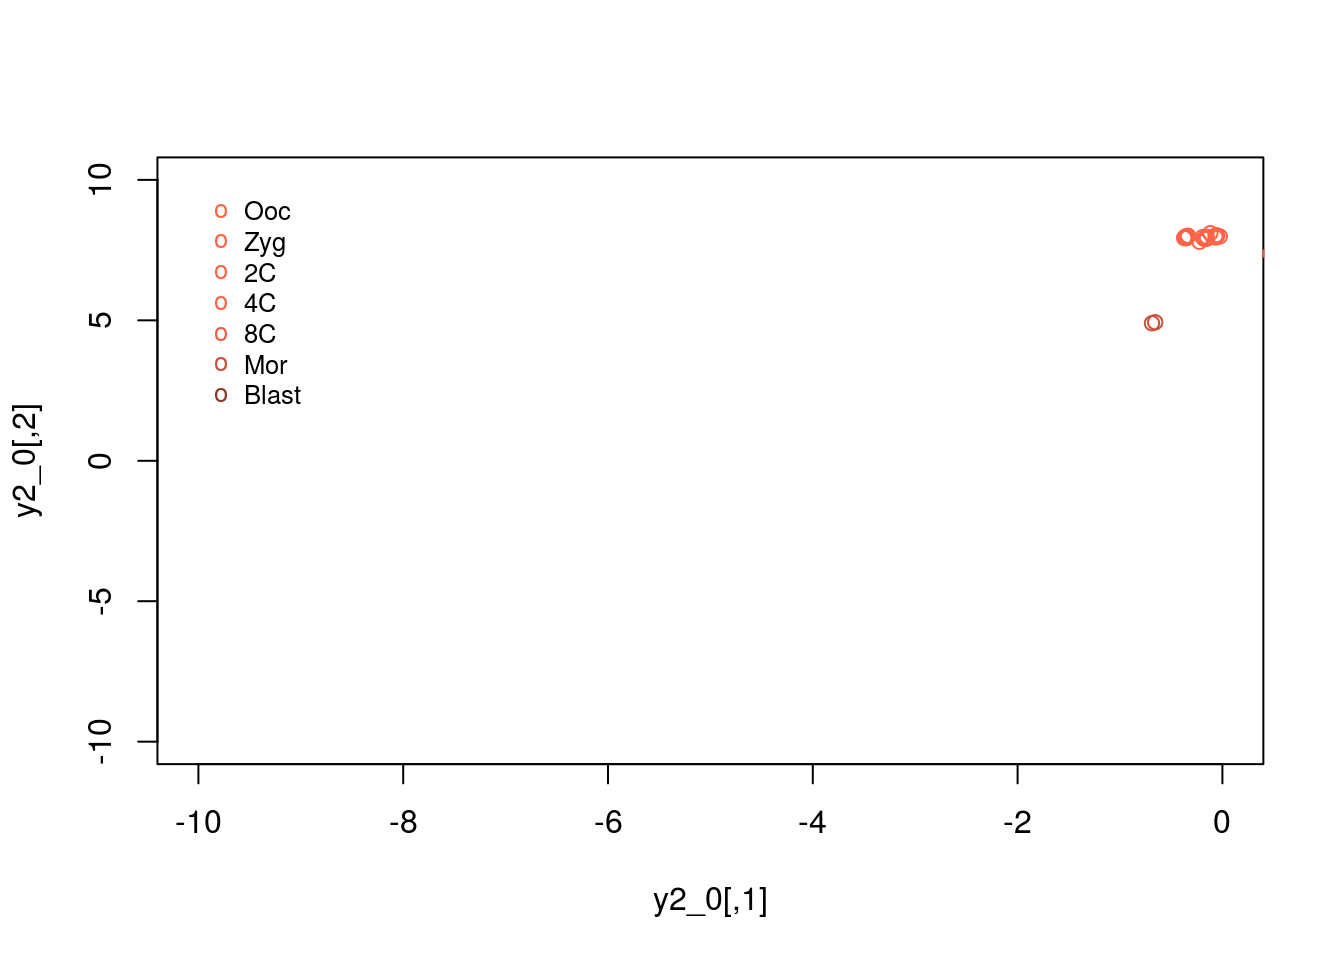 10
5
0
-5
-10
y2_0[,2]
o Ooc
o Zyg
o 2C
o 4C
o 8C
o Mor
o Blast
-10 -8 -6 -4 -2 0
y2_0[,1]